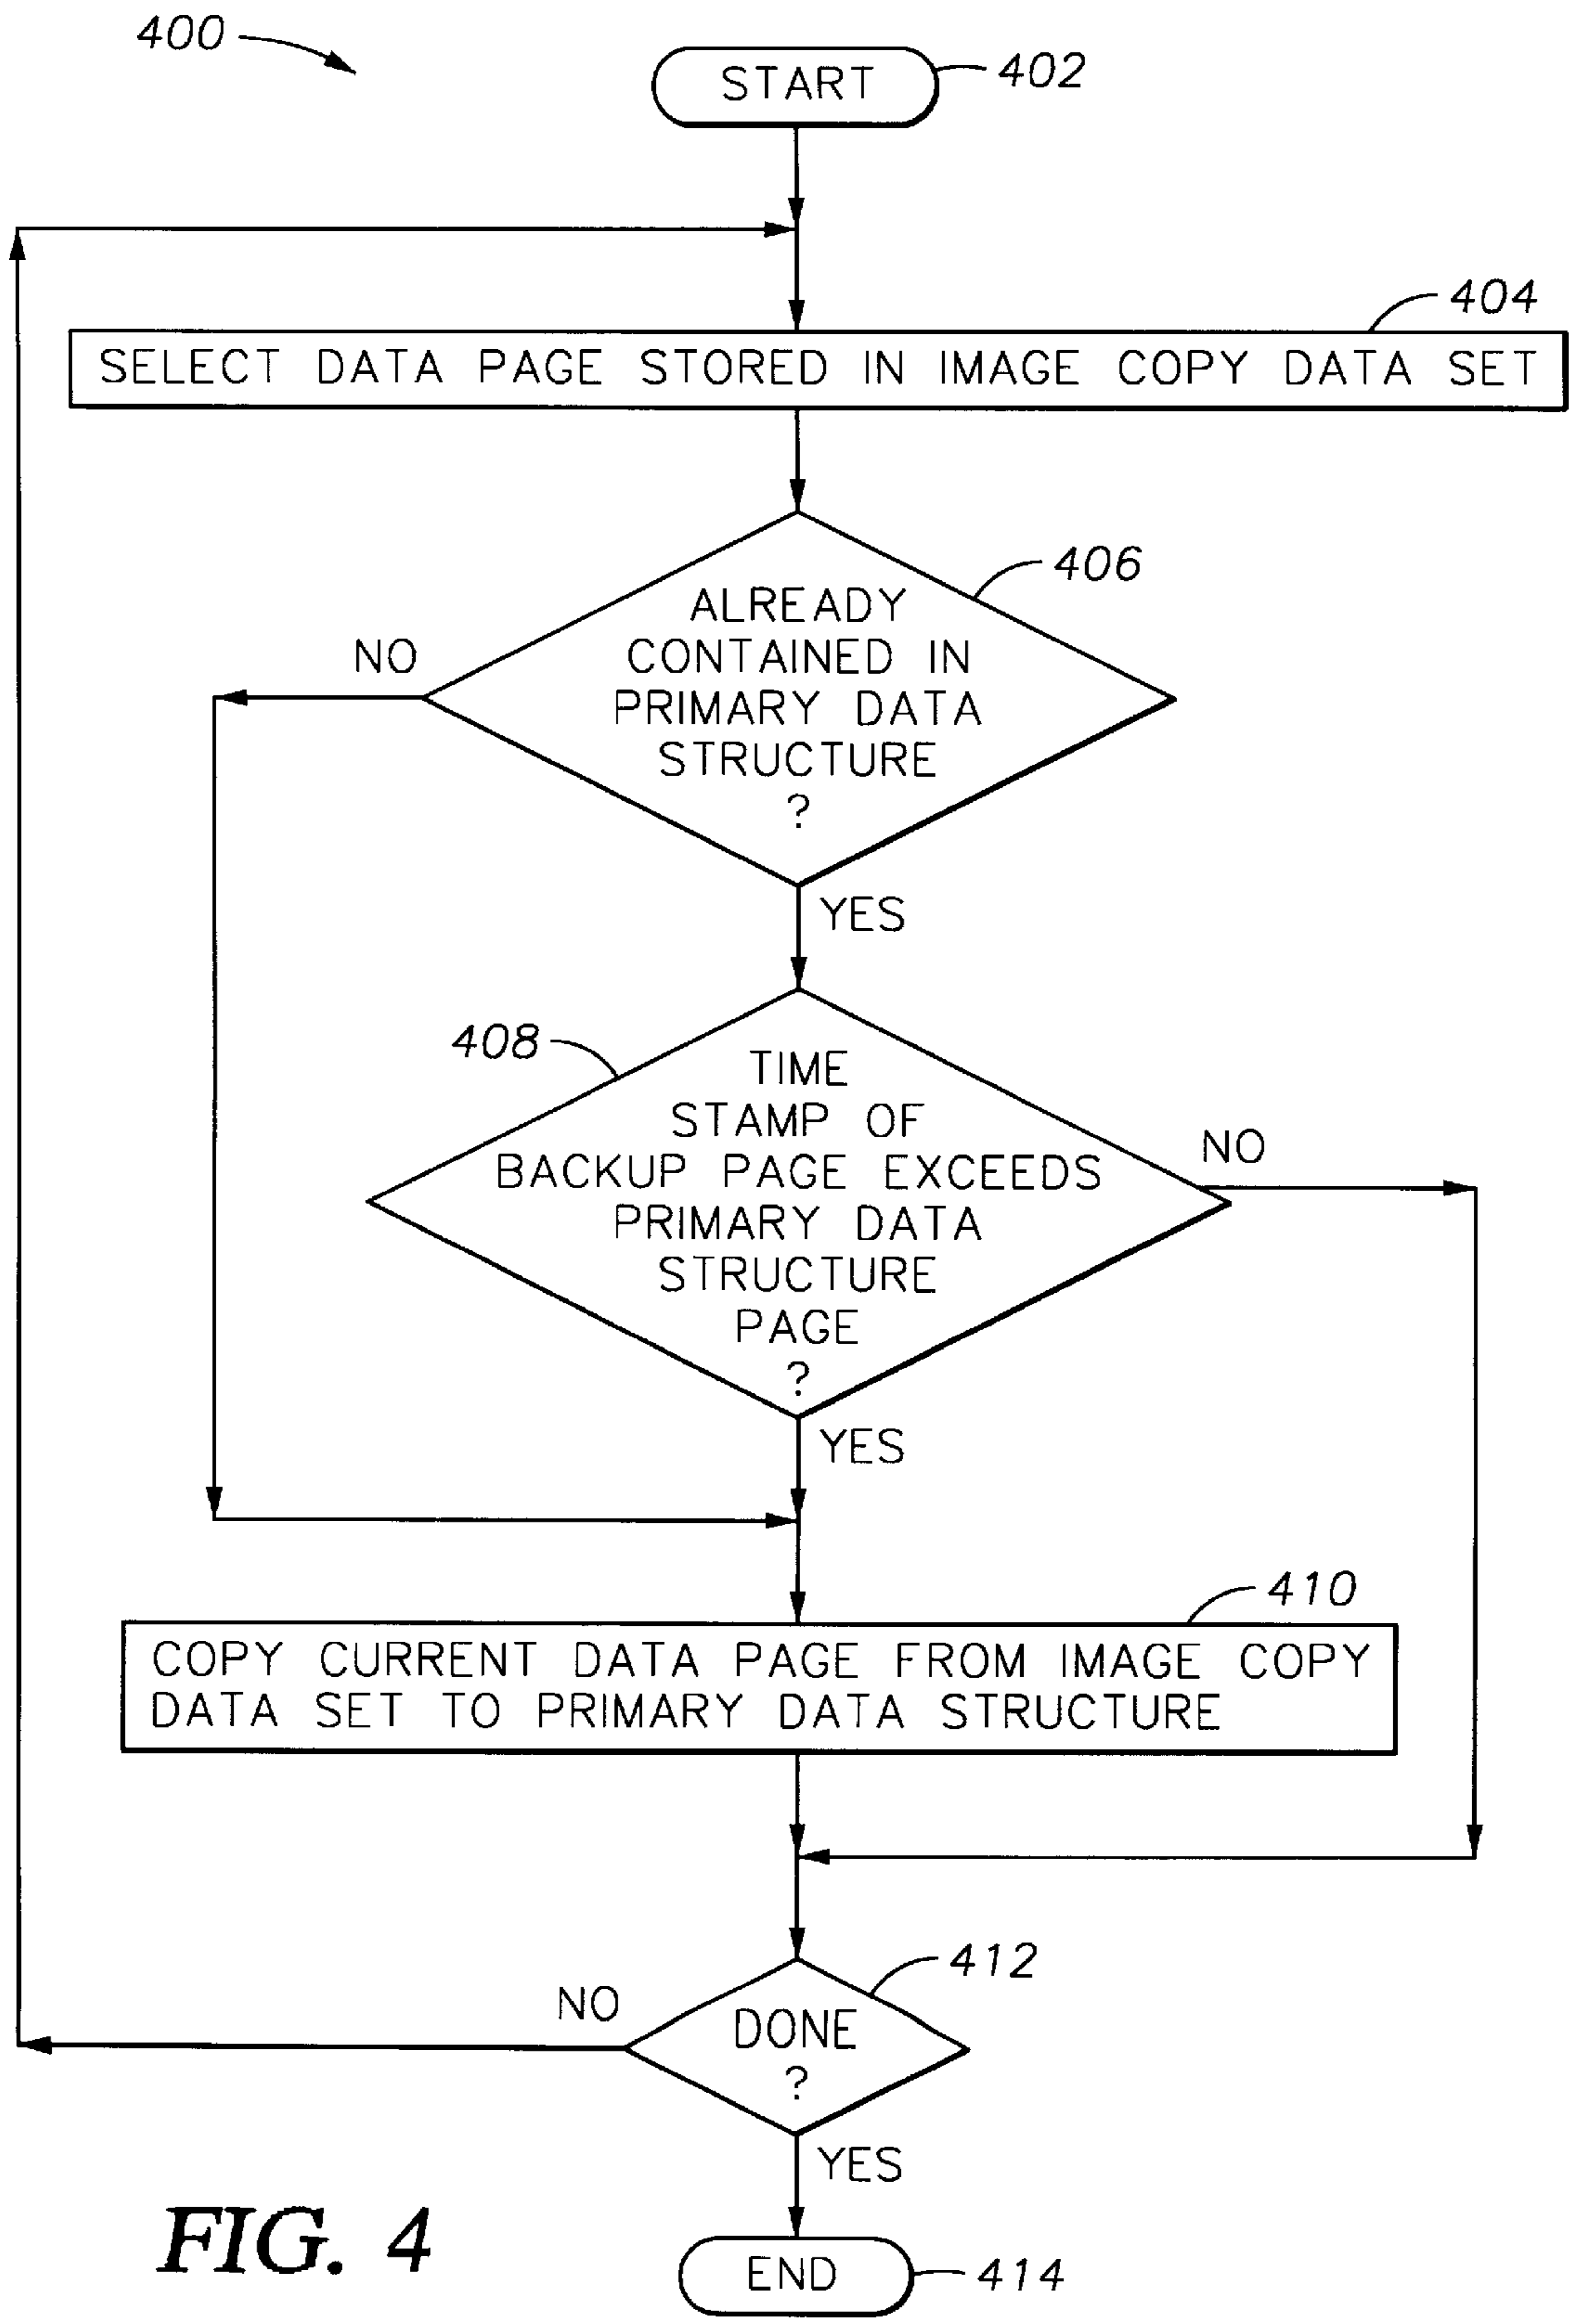 400
START
402
404
SELECT DATA PAGE STORED IN IMAGE COPY DATA SET
406
ALREADY
CONTAINED IN
PRIMARY DATA
STRUCTURE
?
NO
YES
408
TIME
STAMP OF
BACKUP PAGE EXCEEDS
PRIMARY DATA
STRUCTURE
PAGE
?
NO
YES
410
COPY CURRENT DATA PAGE FROM IMAGE COPY
DATA SET TO PRIMARY DATA STRUCTURE
412
DONE
?
NO
YES
END
414
FIG. 4